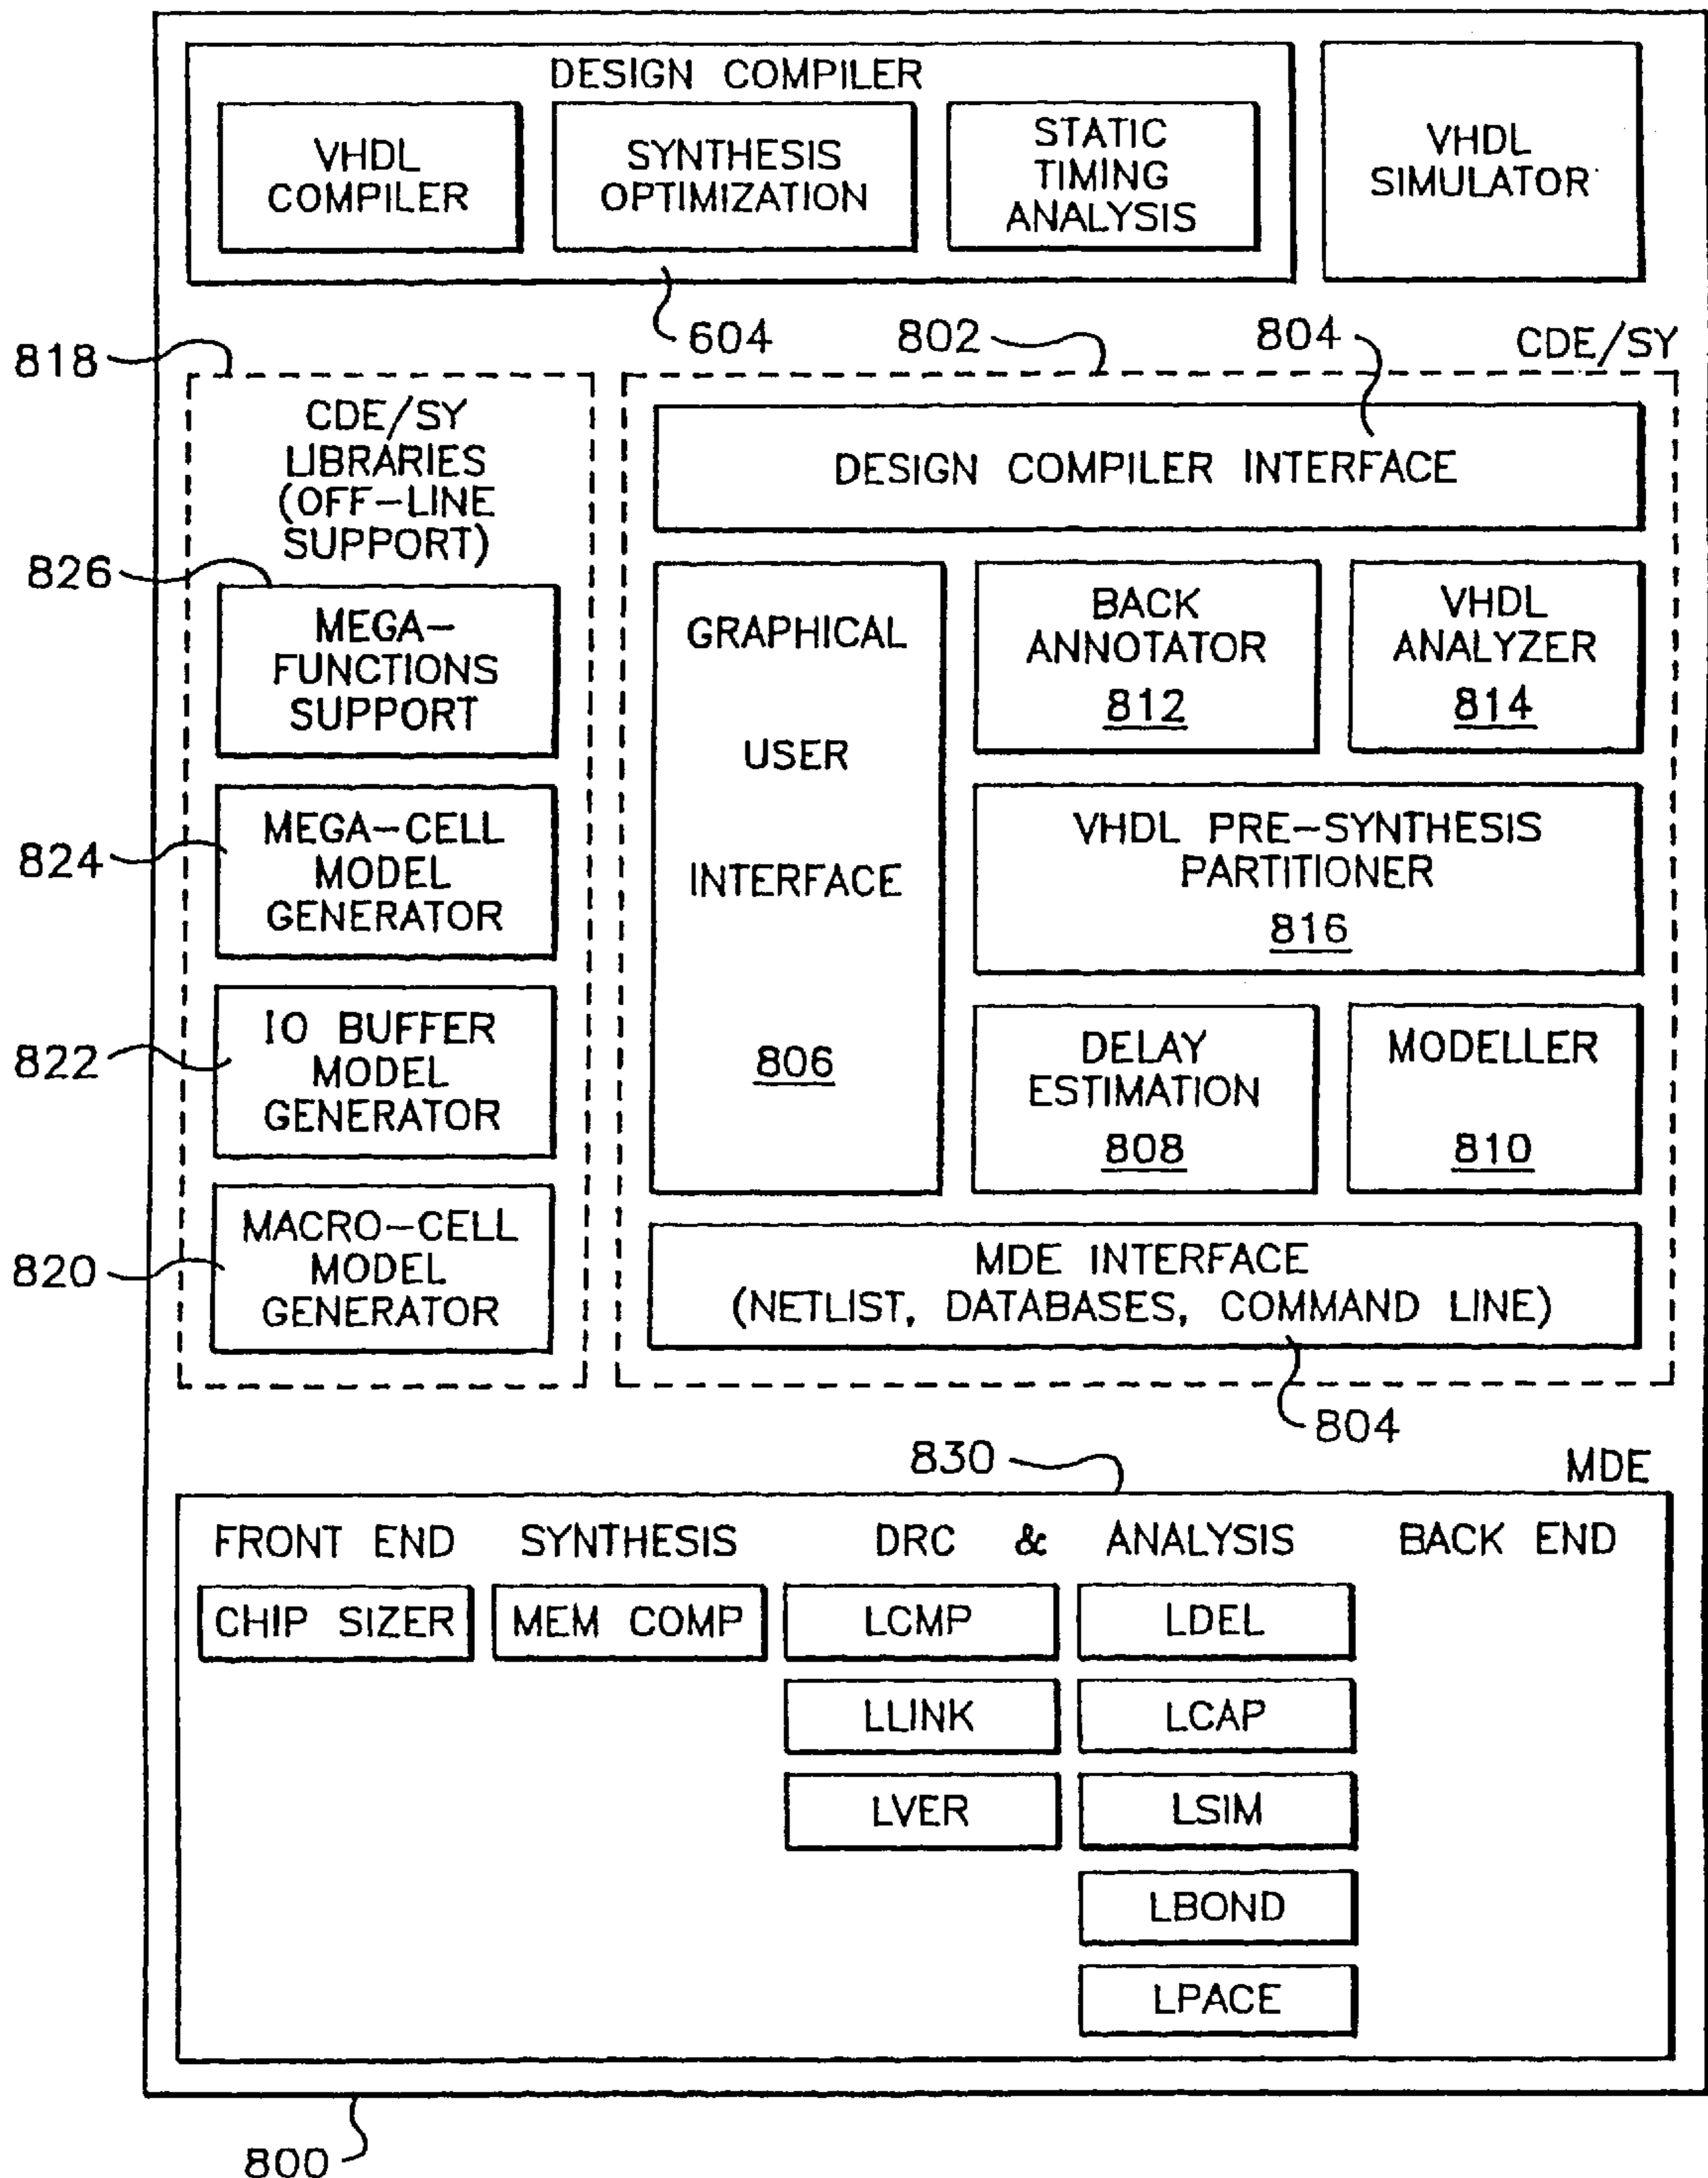 DESIGN COMPILER
VHDL
COMPILER
SYNTHESIS
OPTIMIZATION
STATIC
TIMING
ANALYSIS
VHDL
SIMULATOR
604
818
802
804
CDE/SY
CDE/SY
LIBRARIES
(OFF-LINE
SUPPORT)
826
MEGA-
FUNCTIONS
SUPPORT
824
MEGA-CELL
MODEL
GENERATOR
822
IO BUFFER
MODEL
GENERATOR
820
MACRO-CELL
MODEL
GENERATOR
DESIGN COMPILER INTERFACE
GRAPHICAL
USER
INTERFACE
806
BACK
ANNOTATOR
812
VHDL
ANALYZER
814
VHDL PRE-SYNTHESIS
PARTITIONER
816
DELAY
ESTIMATION
808
MODELLER
810
MDE INTERFACE
(NETLIST, DATABASES, COMMAND LINE)
804
830
MDE
FRONT END
SYNTHESIS
DRC & ANALYSIS
BACK END
CHIP SIZER
MEM COMP
LCMP
LDEL
LLINK
LCAP
LVER
LSIM
LBOND
LPACE
800